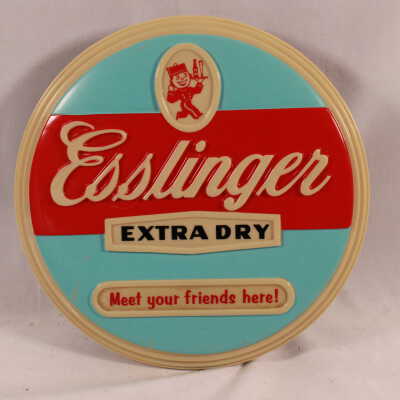 Esslinger
EXTRA DRY
Meet your friends here!